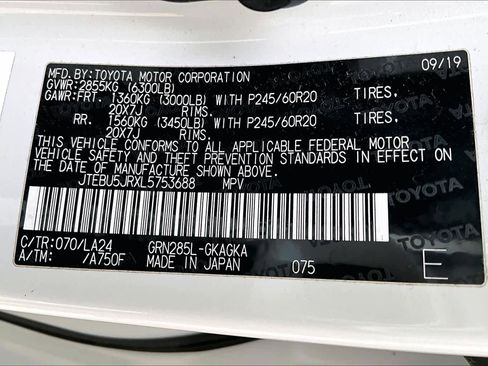 MFD.BY:TOYOTA MOTOR CORPORATION 09/19
GVWR:2855KG (6300LB)
GAWR:FRT. 1360KG (3000LB) WITH P245/60R20 TIRES,
20X7J RIMS.
RR. 1560KG (3450LB) WITH P245/60R20 TIRES,
20X7J RIMS.
THIS VEHICLE CONFORMS TO ALL APPLICABLE FEDERAL MOTOR
VEHICLE SAFETY AND THEFT PREVENTION STANDARDS IN EFFECT ON
THE DATE OF MANUFACTURE SHOWN ABOVE.
JTEBU5JRXL5753688 MPV
C/TR:070/LA24 GRN285L-GKAGKA
A/TM: /A750F MADE IN JAPAN 075 E
TOYOTA